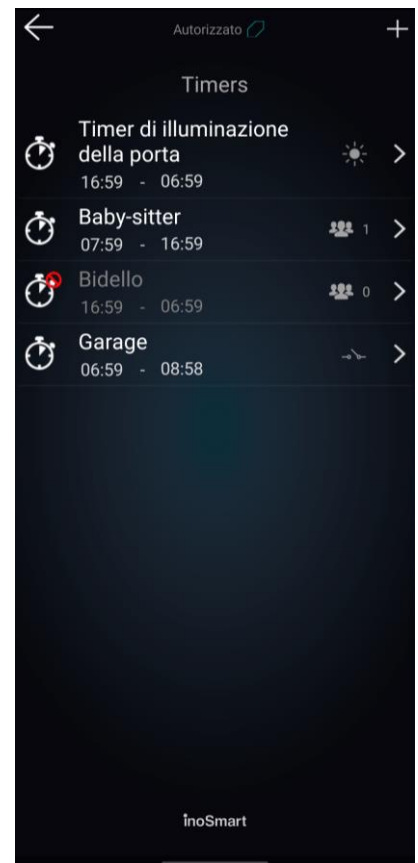 Autorizzato
Timers
Timer di illuminazione
della porta
16:59 - 06:59
Baby-sitter
07:59 - 16:59
1
Bidello
16:59 - 06:59
0
Garage
06:59 - 08:58
inoSmart